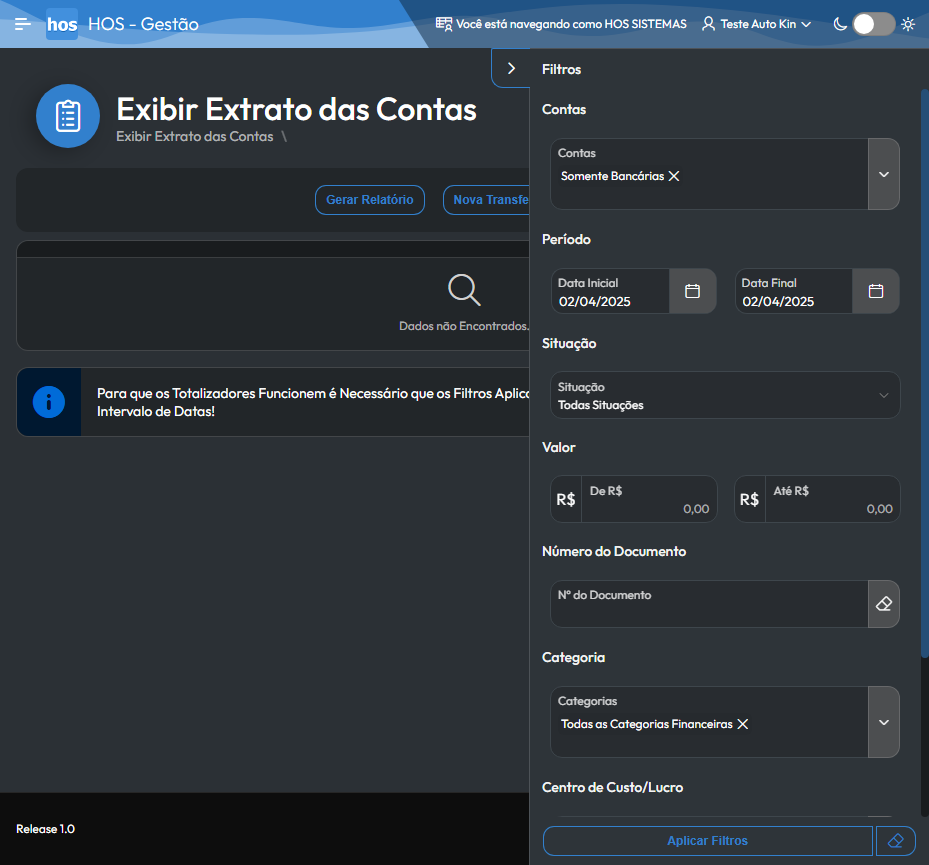 hos HOS - Gestão
Você está navegando como HOS SISTEMAS
Teste Auto Kin
Exibir Extrato das Contas
Exibir Extrato das Contas \
Gerar Relatório
Nova Transfe
Dados não Encontrados.
Para que os Totalizadores Funcionem é Necessário que os Filtros Aplica
Intervalo de Datas!
Release 1.0
Filtros
Contas
Contas
Somente Bancárias
Período
Data Inicial
02/04/2025
Data Final
02/04/2025
Situação
Situação
Todas Situações
Valor
R$
De R$
0,00
R$
Até R$
0,00
Número do Documento
Nº do Documento
Categoria
Categorias
Todas as Categorias Financeiras
Centro de Custo/Lucro
Aplicar Filtros